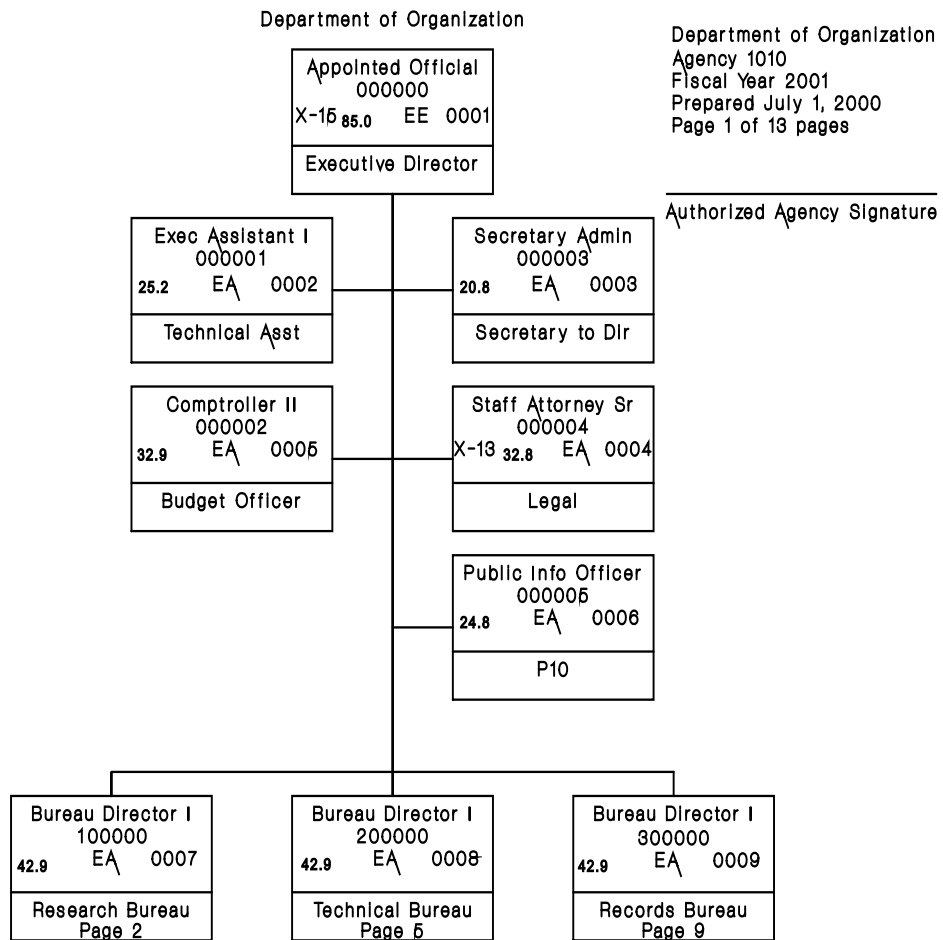 Department of Organization
Department of Organization
Agency 1010
Fiscal Year 2001
Prepared July 1, 2000
Page 1 of 13 pages
Authorized Agency Signature
Appointed Official
000000
X-15 85.0 EE 0001
Executive Director
Exec Assistant I
000001
25.2 EA 0002
Technical Asst
Secretary Admin
000003
20.8 EA 0003
Secretary to Dir
Comptroller II
000002
32.9 EA 0005
Budget Officer
Staff Attorney Sr
000004
X-13 32.8 EA 0004
Legal
Public Info Officer
000005
24.8 EA 0006
P10
Bureau Director I
100000
42.9 EA 0007
Research Bureau
Page 2
Bureau Director I
200000
42.9 EA 0008
Technical Bureau
Page 5
Bureau Director I
300000
42.9 EA 0009
Records Bureau
Page 9